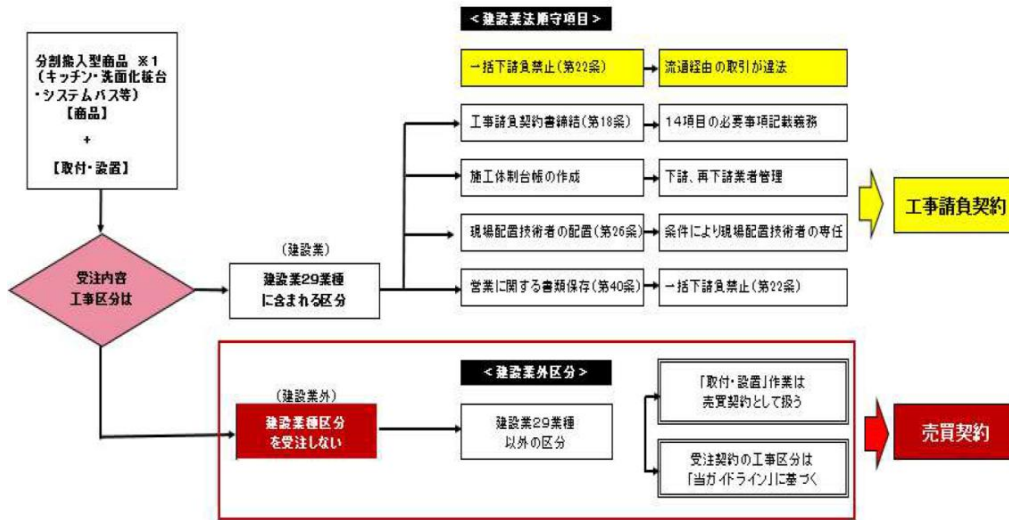 ＜建設業法順守項目＞
分割搬入型商品 ※1
（キッチン・洗面化粧台
・システムバス等）
【商品】
+
【取付・設置】
一括下請負禁止(第22条)
流通経由の取引が違法
工事請負契約書締結(第18条)
14項目の必要事項記載義務
施工体制台帳の作成
下請、再下請業者管理
現場配置技術者の配置(第26条)
条件により現場配置技術者の専任
営業に関する書類保存(第40条)
一括下請負禁止(第22条)
工事請負契約
受注内容
工事区分は
(建設業)
建設業29業種
に含まれる区分
＜建設業外区分＞
(建設業外)
建設業種区分
を受注しない
建設業29業種
以外の区分
「取付・設置」作業は
売買契約として扱う
受注契約の工事区分は
「当ガイドライン」に基づく
売買契約